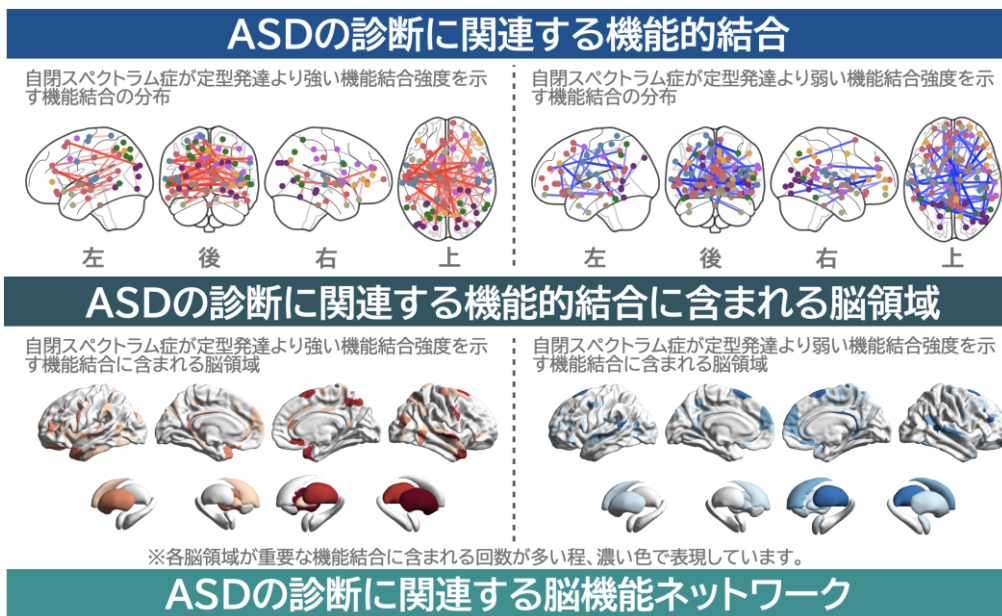 ASDの診断に関連する機能的結合
自閉スペクトラム症が定型発達より強い機能結合強度を示
す機能結合の分布
自閉スペクトラム症が定型発達より弱い機能結合強度を示
す機能結合の分布
左 後 右 上
左 後 右 上
ASDの診断に関連する機能的結合に含まれる脳領域
自閉スペクトラム症が定型発達より強い機能結合強度を示
す機能結合に含まれる脳領域
自閉スペクトラム症が定型発達より弱い機能結合強度を示
す機能結合に含まれる脳領域
※各脳領域が重要な機能結合に含まれる回数が多い程、濃い色で表現しています。
ASDの診断に関連する脳機能ネットワーク